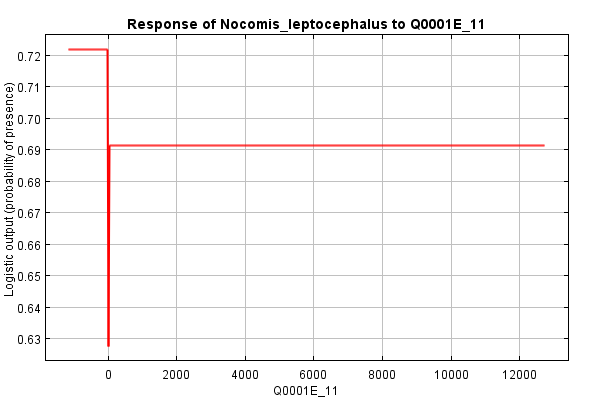 Response of Nocomis_leptocephalus to Q0001E_11
Logistic output (probability of presence)
0.72
0.71
0.70
0.69
0.68
0.67
0.66
0.65
0.64
0.63
0 2000 4000 6000 8000 10000 12000
Q0001E_11